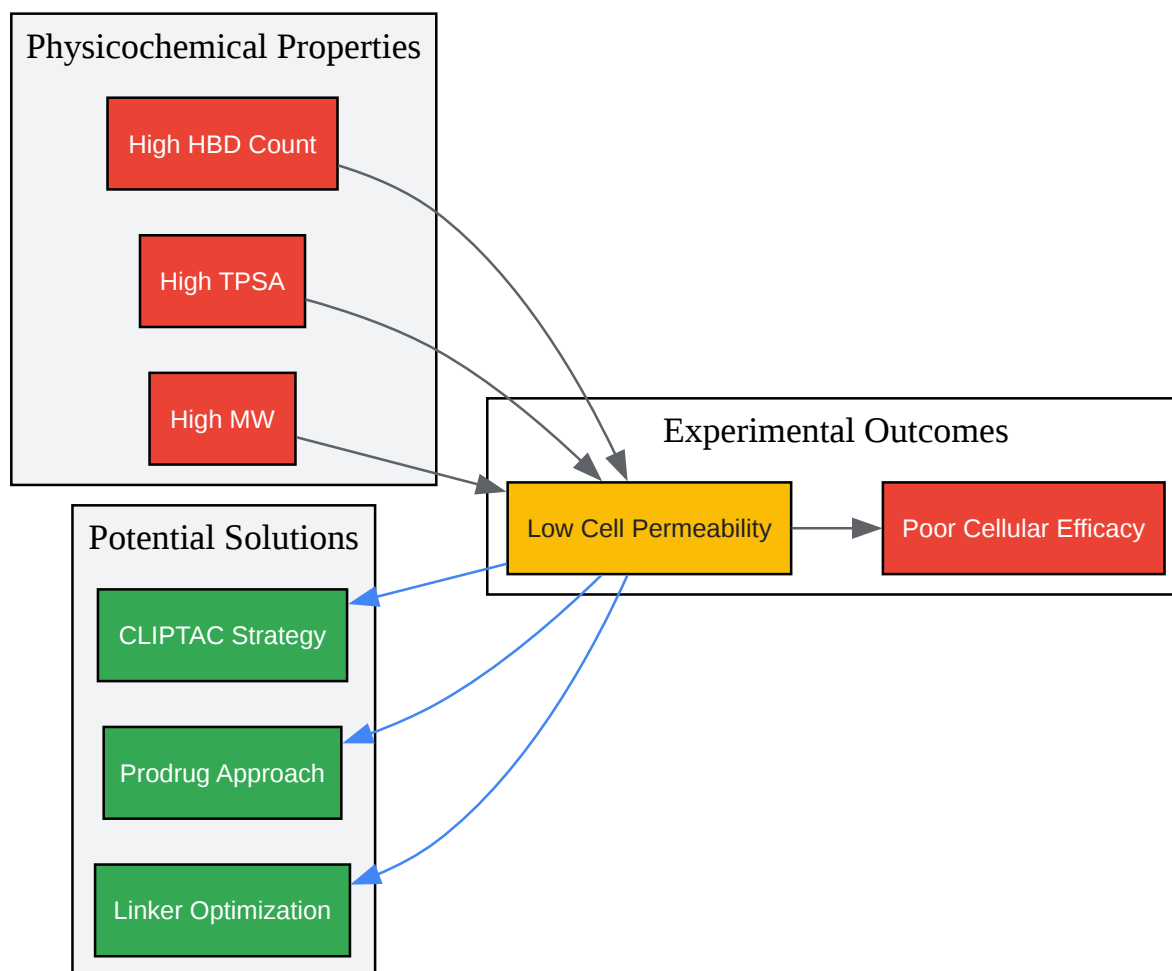 Physicochemical Properties
High HBD Count
High TPSA
High MW
Experimental Outcomes
Low Cell Permeability
Poor Cellular Efficacy
Potential Solutions
CLIPTAC Strategy
Prodrug Approach
Linker Optimization